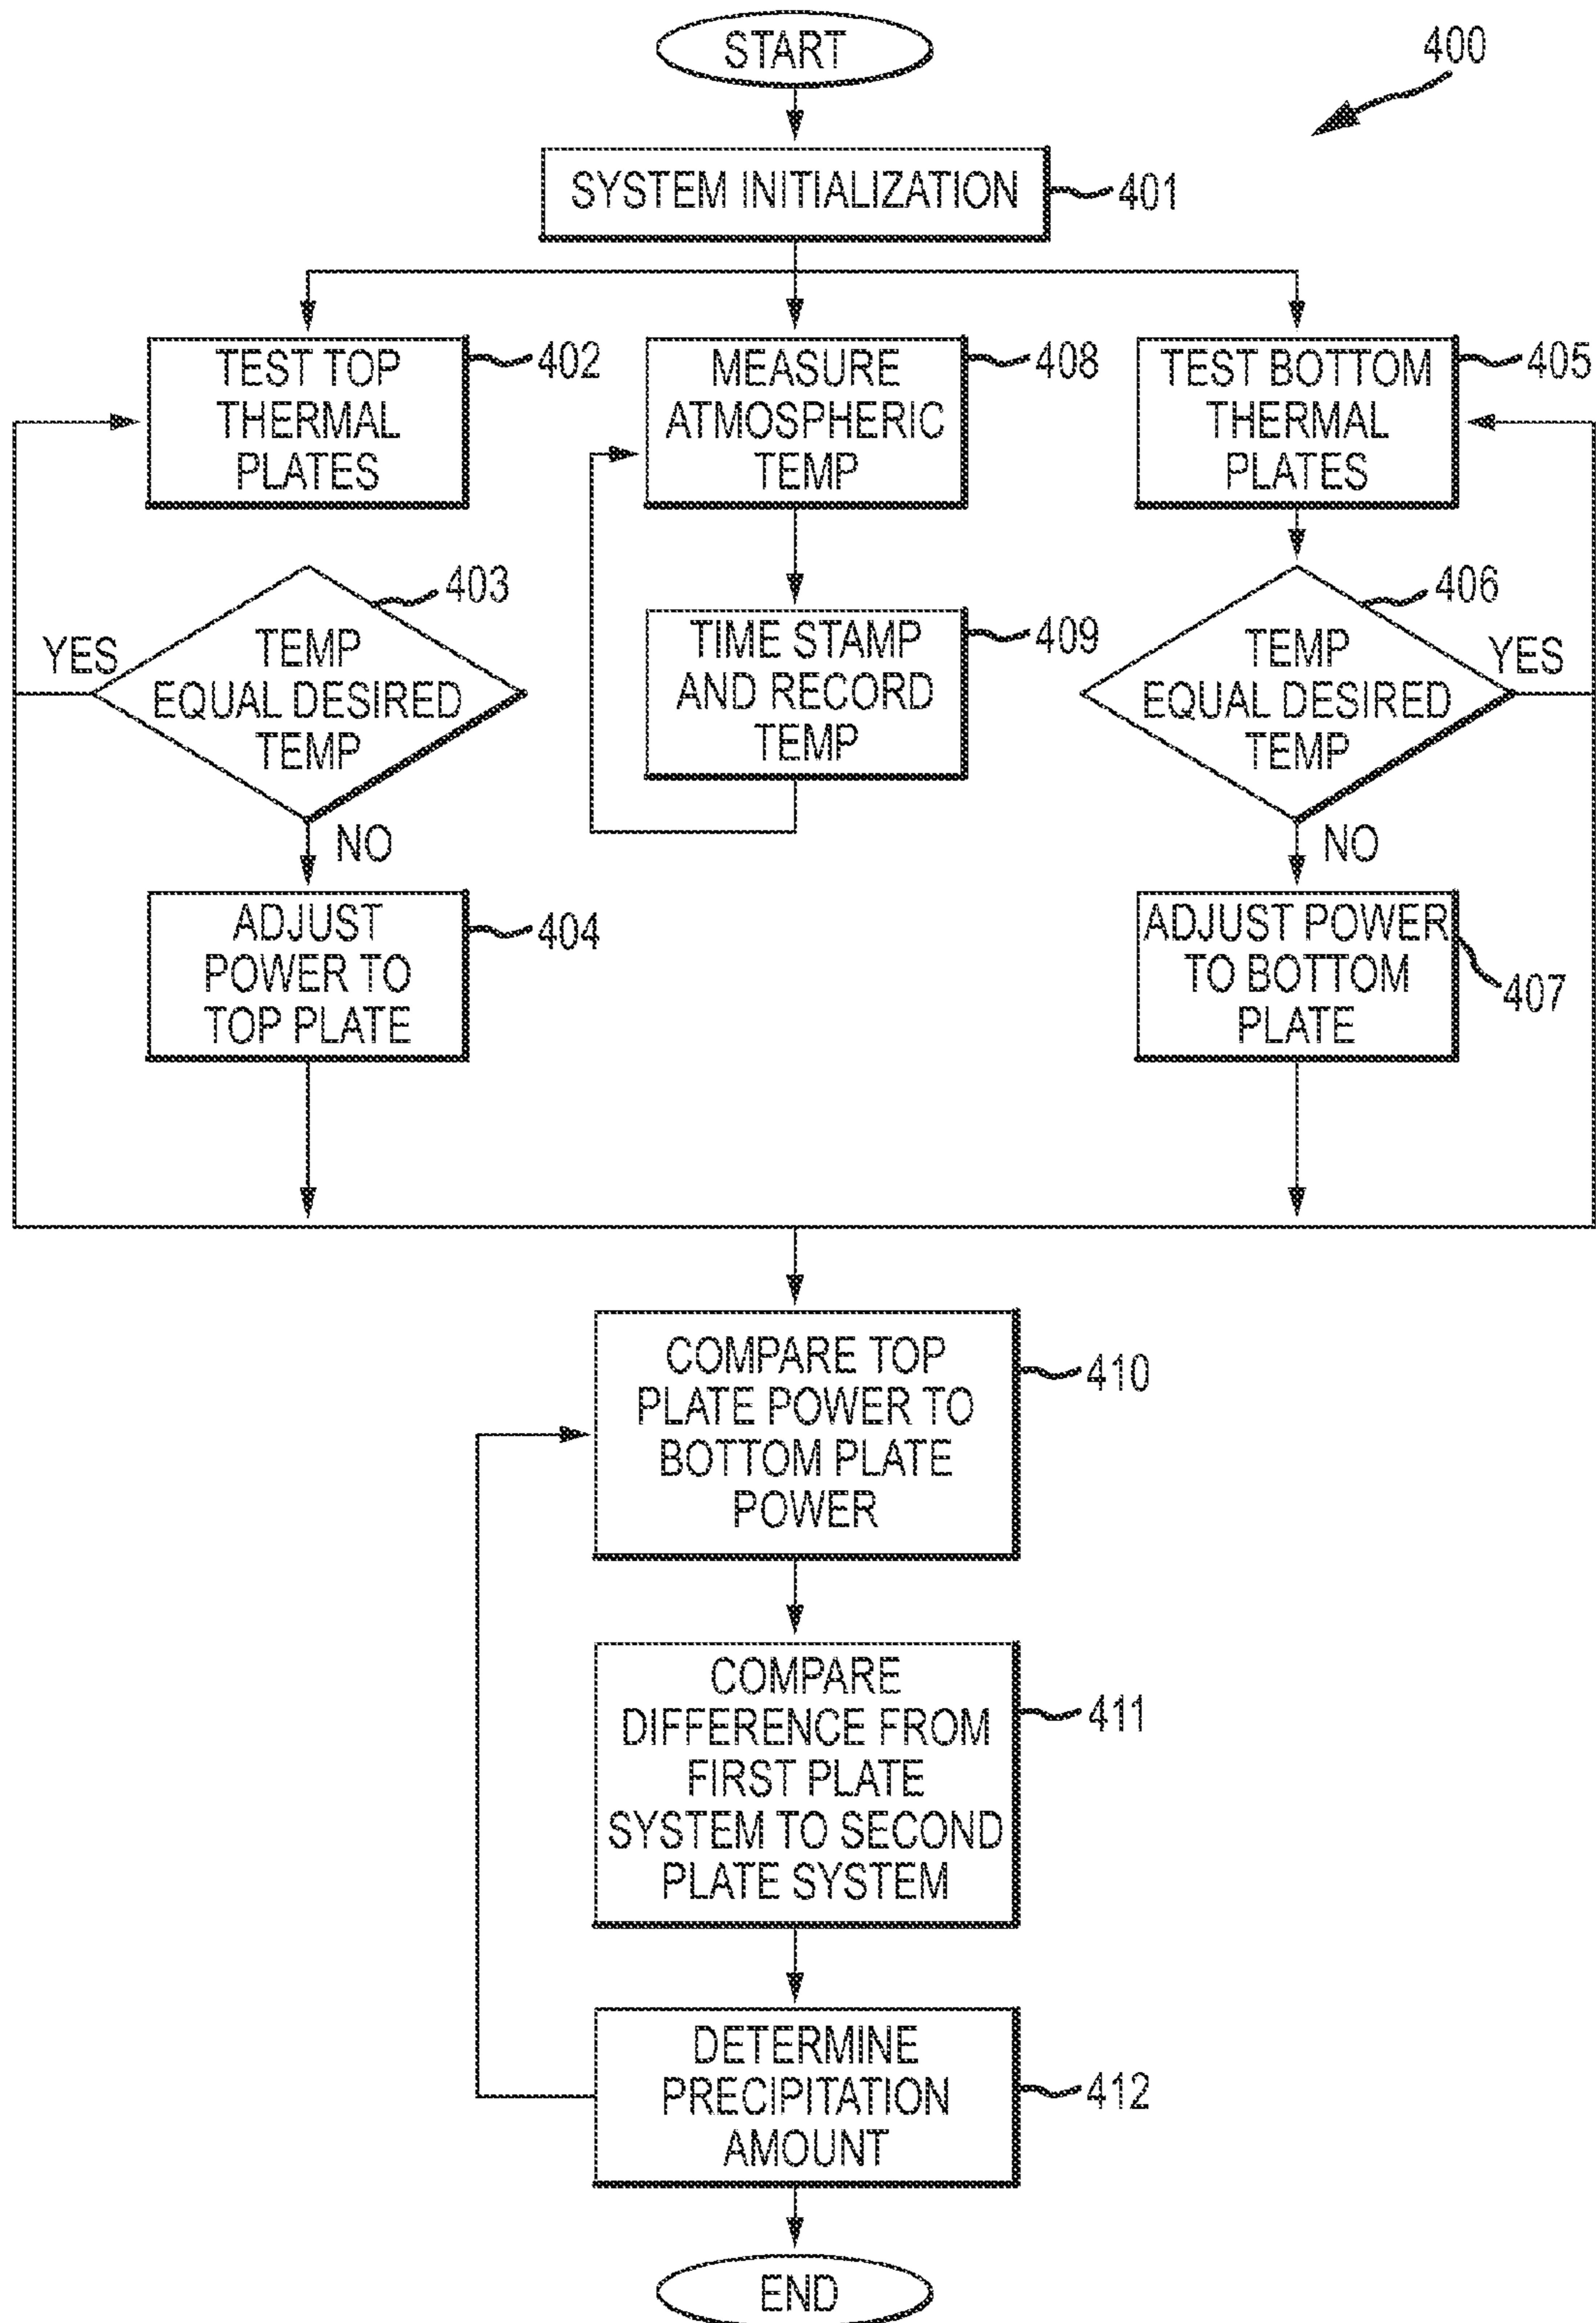 START
400
SYSTEM INITIALIZATION
401
TEST TOP
THERMAL
PLATES
402
MEASURE
ATMOSPHERIC
TEMP
408
TEST BOTTOM
THERMAL
PLATES
405
403
YES
TEMP
EQUAL DESIRED
TEMP
NO
TIME STAMP
AND RECORD
TEMP
409
406
TEMP
EQUAL DESIRED
TEMP
YES
NO
ADJUST
POWER TO
TOP PLATE
404
ADJUST POWER
TO BOTTOM
PLATE
407
COMPARE TOP
PLATE POWER TO
BOTTOM PLATE
POWER
410
COMPARE
DIFFERENCE FROM
FIRST PLATE
SYSTEM TO SECOND
PLATE SYSTEM
411
DETERMINE
PRECIPITATION
AMOUNT
412
END